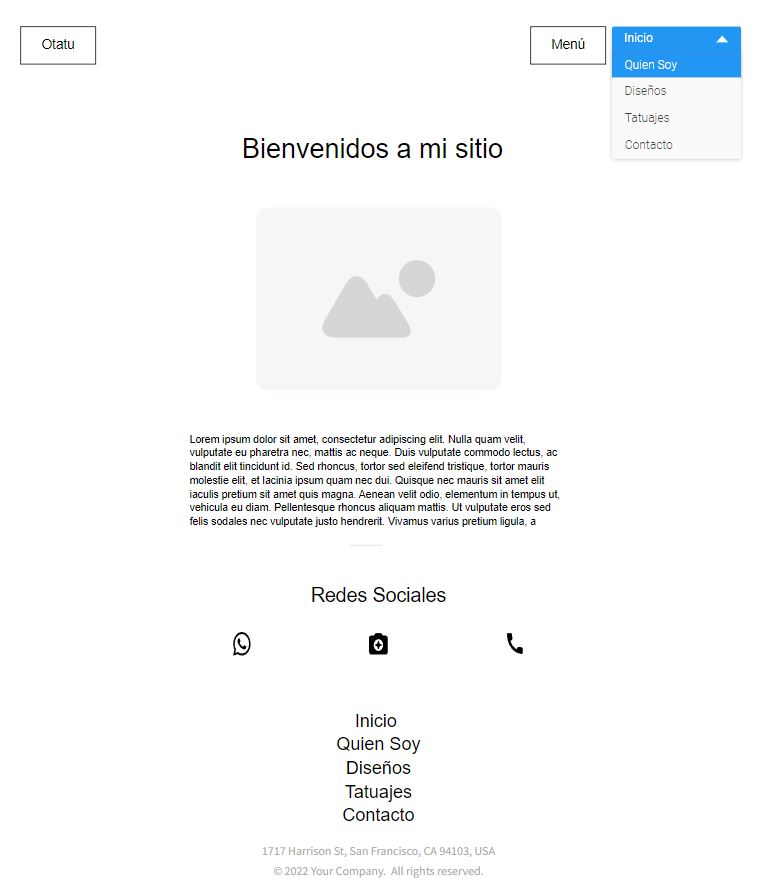 Otatu
Menú
Inicio
Quien Soy
Diseños
Tatuajes
Contacto
Bienvenidos a mi sitio
Lorem ipsum dolor sit amet, consectetur adipiscing elit. Nulla quam velit,
vulputate eu pharetra nec, mattis ac neque. Duis vulputate commodo lectus, ac
blandit elit tincidunt id. Sed rhoncus, tortor sed eleifend tristique, tortor mauris
molestie elit, et lacinia ipsum quam nec dui. Quisque nec mauris sit amet elit
iaculis pretium sit amet quis magna. Aenean velit odio, elementum in tempus ut,
vehicula eu diam. Pellentesque rhoncus aliquam mattis. Ut vulputate eros sed
felis sodales nec vulputate justo hendrerit. Vivamus varius pretium ligula, a
Redes Sociales
Inicio
Quien Soy
Diseños
Tatuajes
Contacto
1717 Harrison St, San Francisco, CA 94103, USA
© 2022 Your Company. All rights reserved.